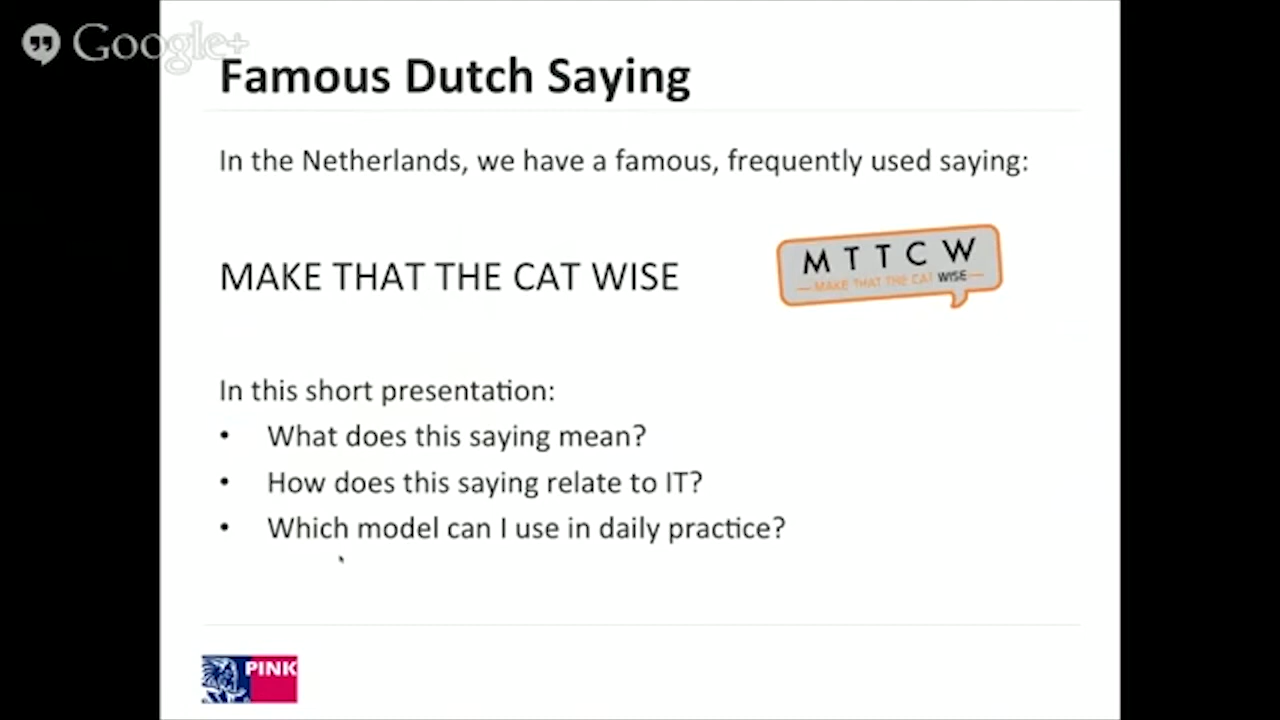 Google+
Famous Dutch Saying
In the Netherlands, we have a famous, frequently used saying:
MAKE THAT THE CAT WISE
M T T C W
MAKE THAT THE CAT WISE
In this short presentation:
• What does this saying mean?
• How does this saying relate to IT?
• Which model can I use in daily practice?
PINK